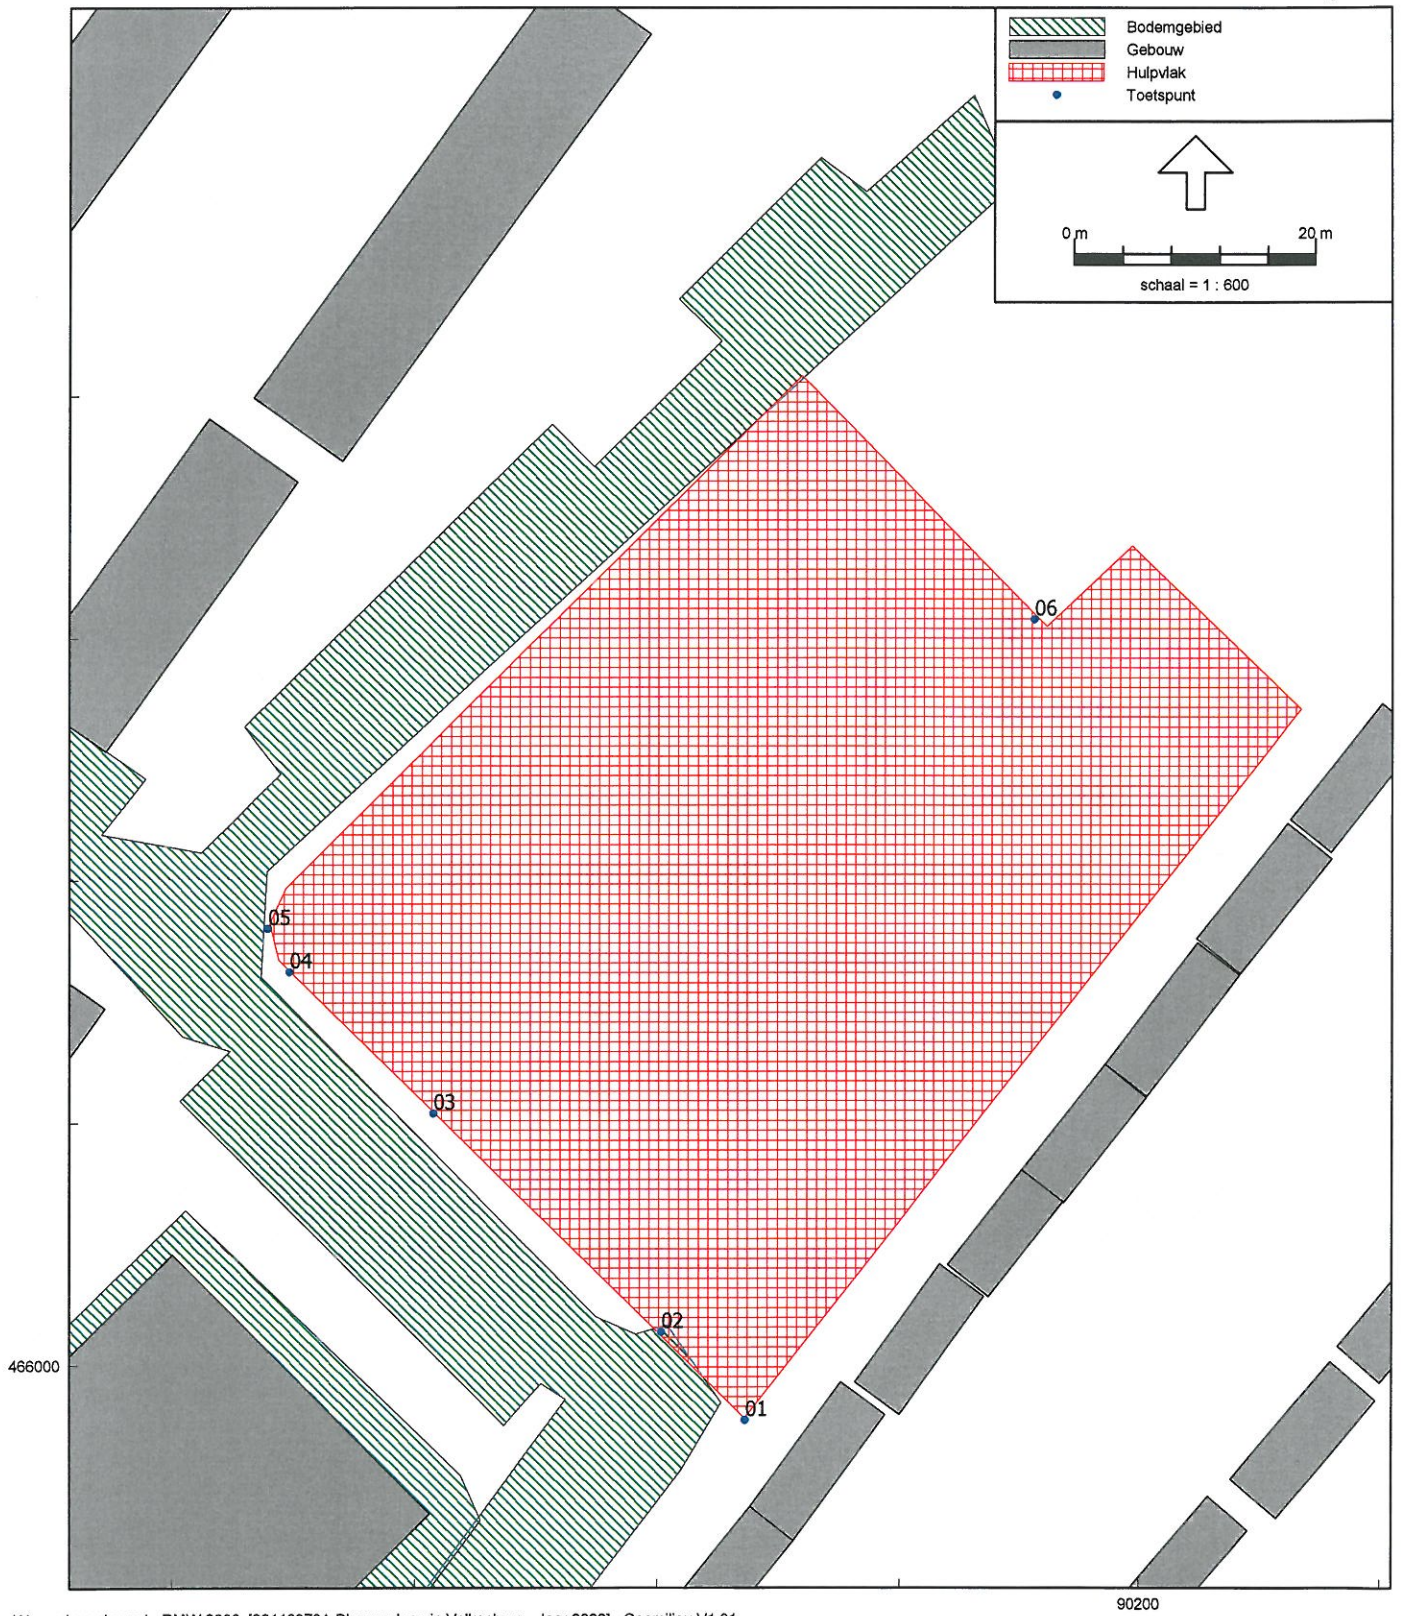 Bodemgebied
Gebouw
Hulpvlak
Toetspunt
0 m 20 m
schaal = 1 : 600
06
05
04
03
02
01
466000
90200